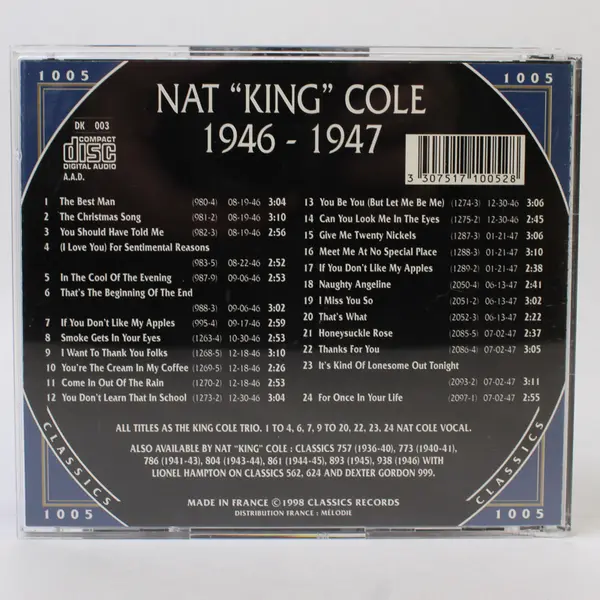 1005
1005
NAT “KING” COLE
1946 - 1947
DK 003
COMPACT
disc
DIGITAL AUDIO
A.A.D.
3 307517 100528
1 The Best Man (980-4) 08-19-46 3:04
2 The Christmas Song (981-2) 08-19-46 3:10
3 You Should Have Told Me (982-3) 08-19-46 2:56
4 (I Love You) For Sentimental Reasons
(983-5) 08-22-46 2:52
5 In The Cool Of The Evening (987-9) 09-06-46 2:53
6 That's The Beginning Of The End
(988-3) 09-06-46 3:02
7 If You Don't Like My Apples (995-4) 09-17-46 2:59
8 Smoke Gets In Your Eyes (1263-4) 10-30-46 2:53
9 I Want To Thank You Folks (1268-5) 12-18-46 3:10
10 You're The Cream In My Coffee (1269-5) 12-18-46 2:26
11 Come In Out Of The Rain (1270-2) 12-18-46 2:53
12 You Don't Learn That In School (1273-2) 12-30-46 3:04
13 You Be You (But Let Me Be Me) (1274-3) 12-30-46 3:06
14 Can You Look Me In The Eyes (1275-2) 12-30-46 2:45
15 Give Me Twenty Nickels (1287-3) 01-21-47 3:06
16 Meet Me At No Special Place (1288-3) 01-21-47 3:10
17 If You Don't Like My Apples (1289-2) 01-21-47 2:38
18 Naughty Angeline (2050-4) 06-13-47 2:41
19 I Miss You So (2051-2) 06-13-47 3:02
20 That's What (2052-3) 06-13-47 2:22
21 Honeysuckle Rose (2085-5) 07-02-47 2:37
22 Thanks For You (2086-4) 07-02-47 3:05
23 It's Kind Of Lonesome Out Tonight
(2093-2) 07-02-47 3:11
24 For Once In Your Life (2097-1) 07-02-47 2:55
ALL TITLES AS THE KING COLE TRIO. 1 TO 4, 6, 7, 9 TO 20, 22, 23, 24 NAT COLE VOCAL.
ALSO AVAILABLE BY NAT "KING" COLE : CLASSICS 757 (1936-40), 773 (1940-41),
786 (1941-43), 804 (1943-44), 861 (1944-45), 893 (1945), 938 (1946) WITH
LIONEL HAMPTON ON CLASSICS 562, 624 AND DEXTER GORDON 999.
MADE IN FRANCE ©1998 CLASSICS RECORDS
DISTRIBUTION FRANCE : MÉLODIE
CLASSICS
CLASSICS
1005
1005